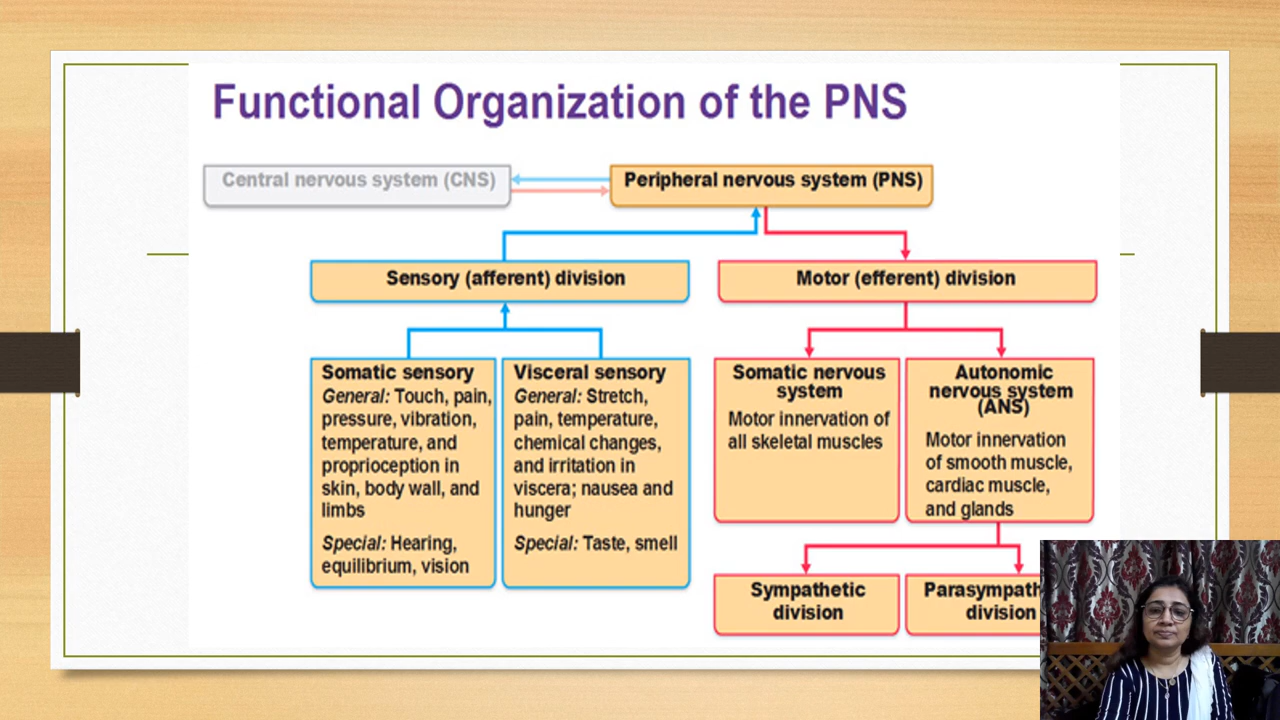 Functional Organization of the PNS
Central nervous system (CNS)
Peripheral nervous system (PNS)
Sensory (afferent) division
Motor (efferent) division
Somatic sensory
General: Touch, pain,
pressure, vibration,
temperature, and
proprioception in
skin, body wall, and
limbs
Special: Hearing,
equilibrium, vision
Visceral sensory
General: Stretch,
pain, temperature,
chemical changes,
and irritation in
viscera; nausea and
hunger
Special: Taste, smell
Somatic nervous
system
Motor innervation of
all skeletal muscles
Autonomic
nervous system
(ANS)
Motor innervation
of smooth muscle,
cardiac muscle,
and glands
Sympathetic
division
Parasympath
division